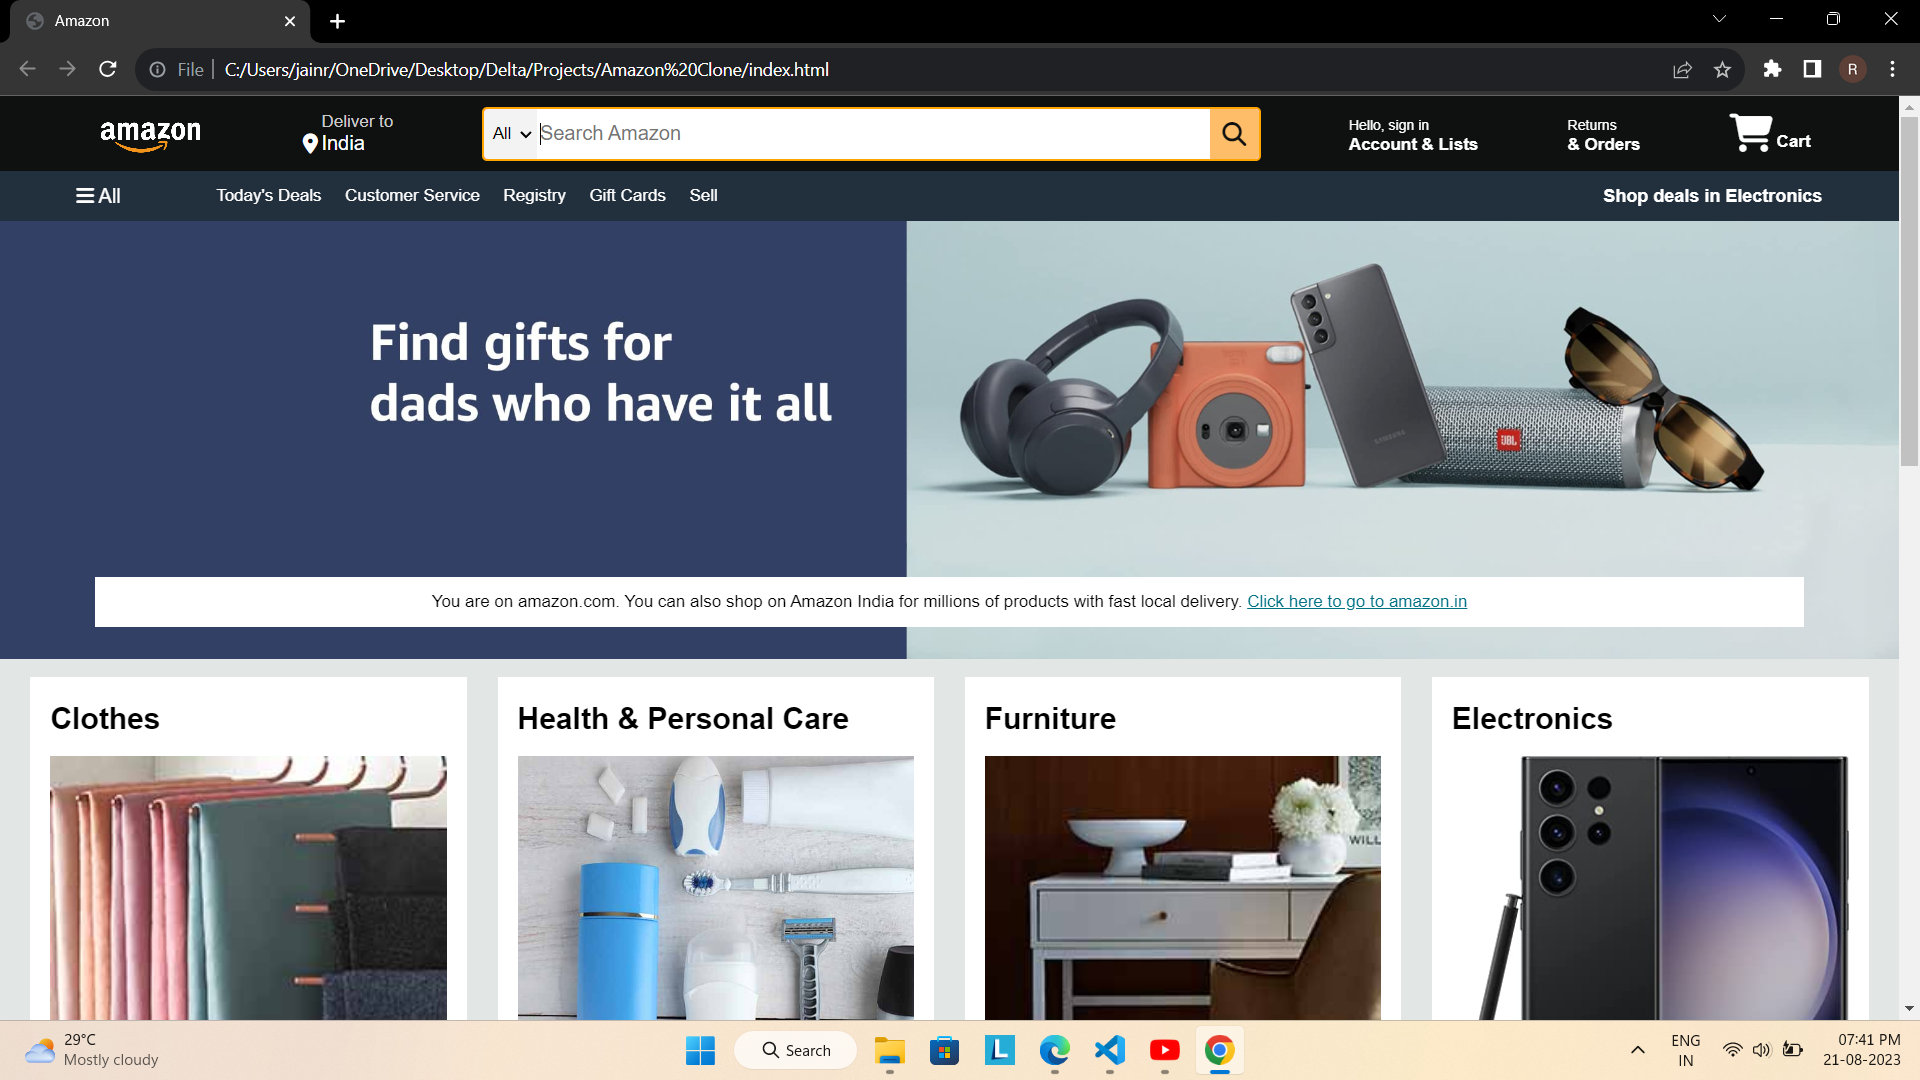 Amazon
File
C:/Users/jainr/OneDrive/Desktop/Delta/Projects/Amazon%20Clone/index.html
R
amazon
Deliver to
India
All
Search Amazon
Hello, sign in
Account & Lists
Returns
& Orders
Cart
All
Today's Deals
Customer Service
Registry
Gift Cards
Sell
Shop deals in Electronics
Find gifts for
dads who have it all
SAMSUNG
JBL
You are on amazon.com. You can also shop on Amazon India for millions of products with fast local delivery. Click here to go to amazon.in
Clothes
Health & Personal Care
Furniture
Electronics
WILL
29°C
Mostly cloudy
Search
L
ENG
IN
07:41 PM
21-08-2023